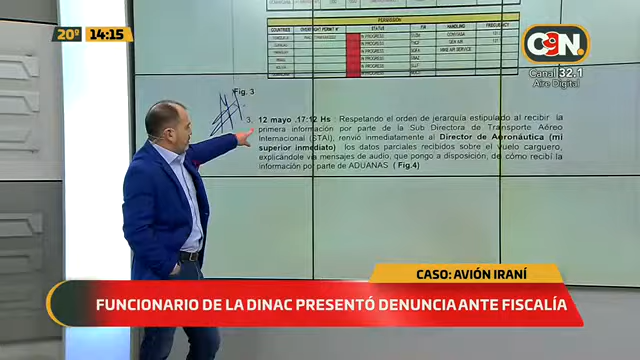 20° 14:15
PERMISSION
COUNTRIES OVERFLIGHT PERMIT N° STATUS FIR HANDLING FREQUENCY
IN PROGRESS
IN PROGRESS
IN PROGRESS
IN PROGRESS
IN PROGRESS
C9N
Canal 32.1
Aire Digital
Fig. 3
3. 12 mayo ,17:12 Hs : Respetando el orden de jerarquía estipulado al recibir la
primera información por parte de la Sub Directora de Transporte Aéreo
Internacional (STAI), renvió inmediatamente al Director de Aeronáutica (mi
superior inmediato) los datos parciales recibidos sobre el vuelo carguero,
explicándole vía mensajes de audio, que pongo a disposición, de cómo recibí la
información por parte de ADUANAS ( Fig.4)
CASO: AVIÓN IRANÍ
FUNCIONARIO DE LA DINAC PRESENTÓ DENUNCIA ANTE FISCALÍA